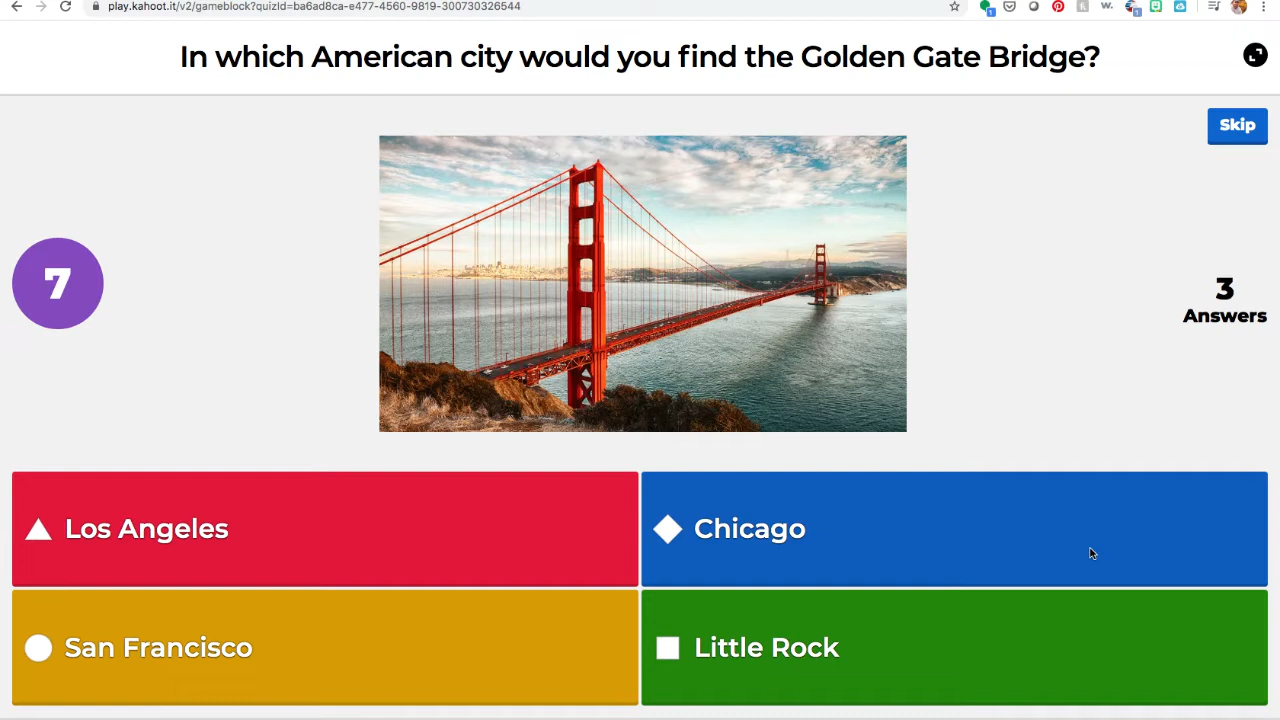 play.kahoot.it/v2/gameblock?quizId=ba6ad8ca-e477-4560-9819-300730326544
In which American city would you find the Golden Gate Bridge?
Skip
7
3
Answers
Los Angeles
Chicago
San Francisco
Little Rock